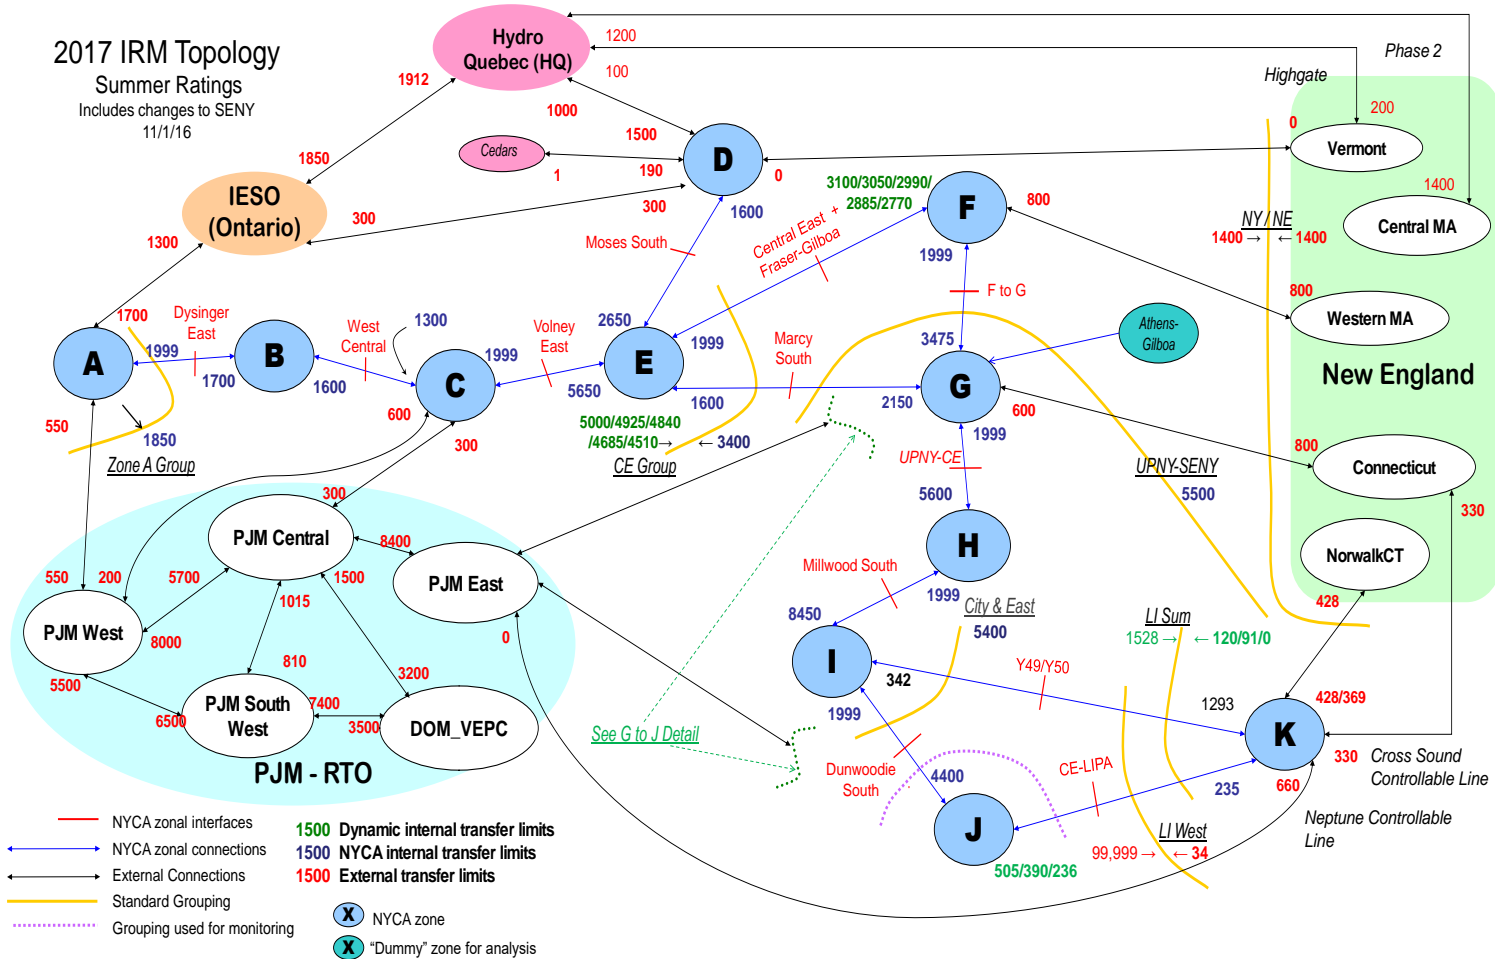 2017 IRM Topology
Summer Ratings
Includes changes to SENY
11/1/16
Hydro
Quebec (HQ)
1200
100
1912
1000
1500
Phase 2
Highgate
200
0
Vermont
1400
Central MA
Cedars
1
190
D
0
1600
1850
IESO
(Ontario)
300
300
1300
Moses South
3100/3050/2990/
2885/2770
Central East +
Fraser-Gilboa
F
800
1999
NY / NE
1400 → ← 1400
800
Western MA
New England
F to G
Athens-
Gilboa
3475
1700
Dysinger
East
A
1999
1700
B
West
Central
1300
1600
C
1999
600
300
Volney
East
5650
2650
E
1999
1600
Marcy
South
G
2150
1999
600
550
1850
Zone A Group
5000/4925/4840
/4685/4510→ ← 3400
CE Group
UPNY-CE
UPNY-SENY
5500
800
Connecticut
330
NorwalkCT
428
5600
H
1999
Millwood South
8450
City & East
5400
I
342
1999
Y49/Y50
LI Sum
1528 → ← 120/91/0
1293
428/369
K
330
660
235
Cross Sound
Controllable Line
Neptune Controllable
Line
300
PJM Central
8400
PJM East
0
550
200
5700
1500
1015
PJM West
8000
5500
810
3200
6500
PJM South
West
7400
3500
DOM_VEPC
PJM - RTO
See G to J Detail
Dunwoodie
South
4400
J
505/390/236
CE-LIPA
LI West
99,999 → ← 34
NYCA zonal interfaces
NYCA zonal connections
External Connections
Standard Grouping
Grouping used for monitoring
1500 Dynamic internal transfer limits
1500 NYCA internal transfer limits
1500 External transfer limits
X NYCA zone
X "Dummy" zone for analysis